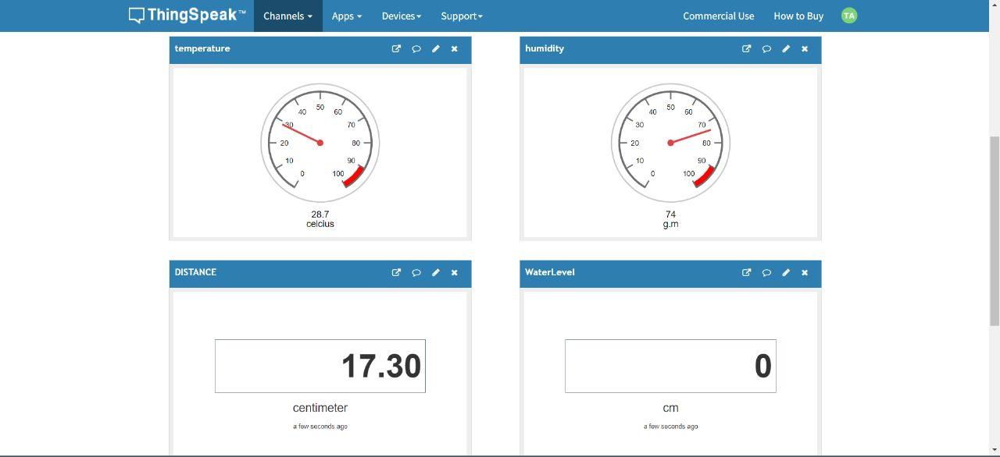 ThingSpeak™ Channels Apps Devices Support Commercial Use How to Buy TA
temperature
0 10 20 30 40 50 60 70 80 90 100
28.7
celcius
humidity
0 10 20 30 40 50 60 70 80 90 100
74
g.m
DISTANCE
17.30
centimeter
a few seconds ago
WaterLevel
0
cm
a few seconds ago